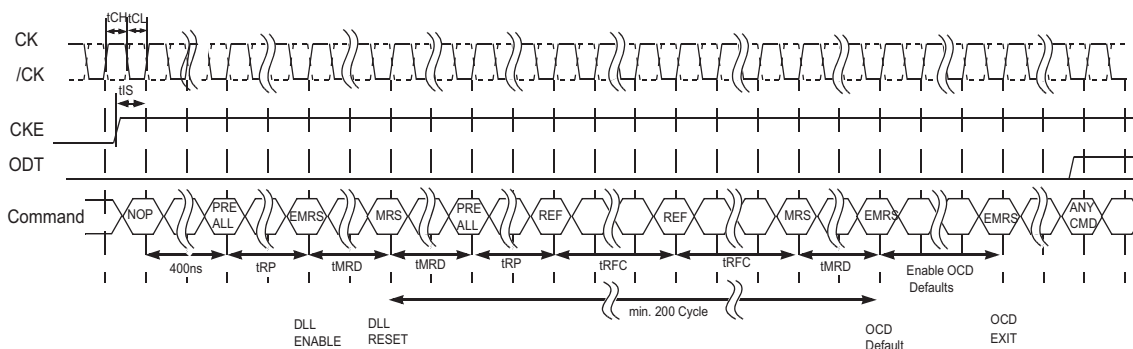 tCH tCL
CK
/CK
tIS
CKE
ODT
Command
NOP
PRE
ALL
EMRS
MRS
PRE
ALL
REF
REF
MRS
EMRS
EMRS
ANY
CMD
400ns
tRP
tMRD
tMRD
tRP
tRFC
tRFC
tMRD
Enable OCD
Defaults
min. 200 Cycle
DLL
ENABLE
DLL
RESET
OCD
Default
OCD
EXIT